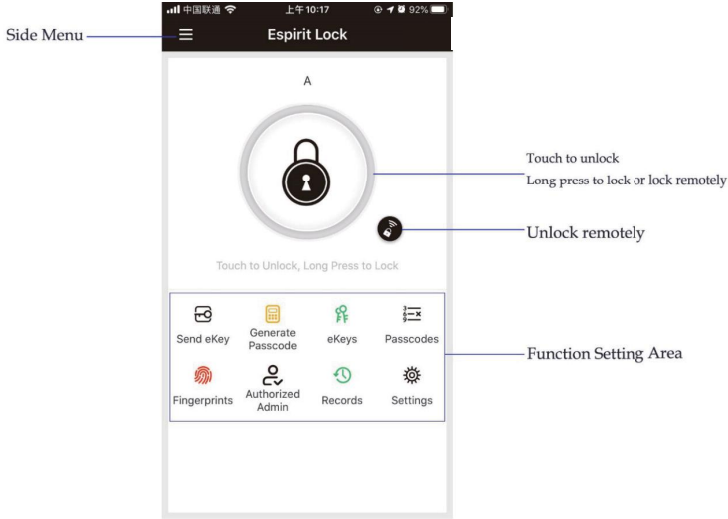 中国联通 上午10:17 92%
Side Menu
Espirit Lock
A
Touch to unlock
Long press to lock or lock remotely
Unlock remotely
Touch to Unlock, Long Press to Lock
Send eKey
Generate
Passcode
eKeys
Passcodes
Function Setting Area
Fingerprints
Authorized
Admin
Records
Settings